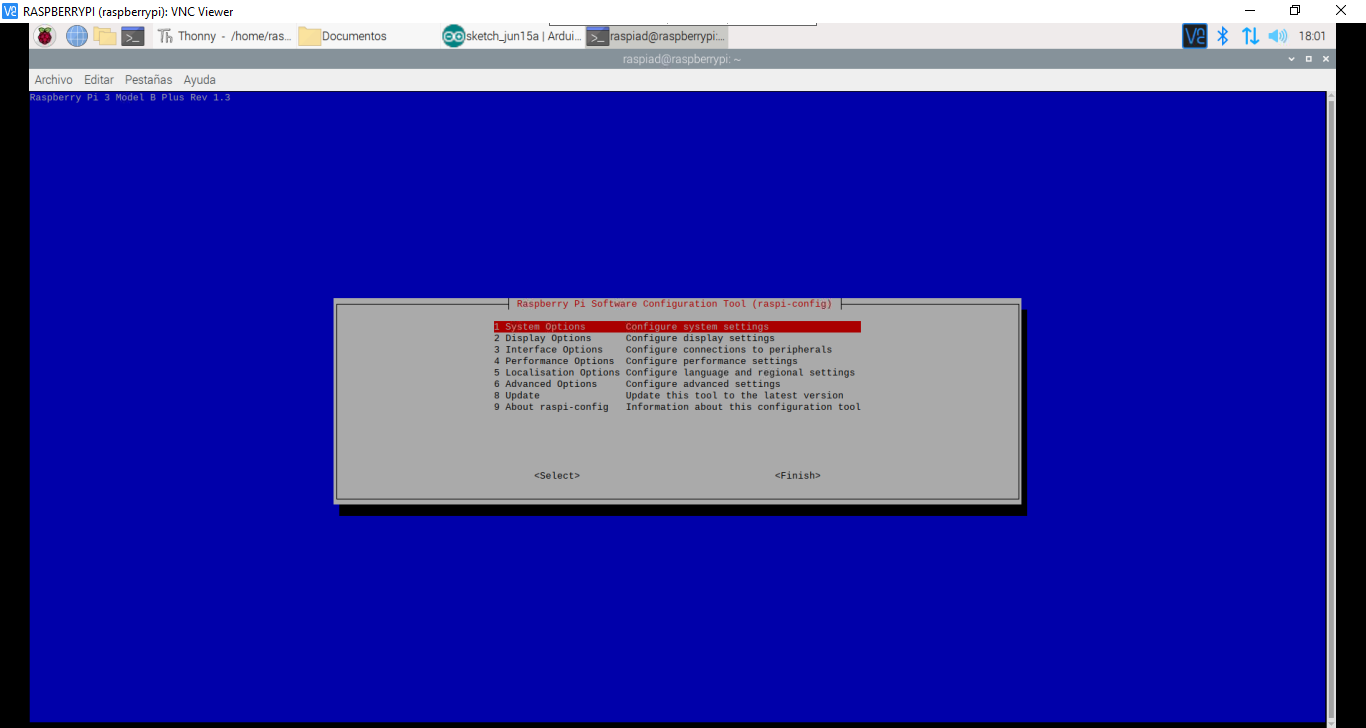 RASPBERRYPI (raspberrypi): VNC Viewer
Thonny - /home/ras... Documentos sketch_jun15a | Ardui... raspiad@raspberrypi:... 18:01
raspiad@raspberrypi: ~
Archivo Editar Pestañas Ayuda
Raspberry Pi 3 Model B Plus Rev 1.3
Raspberry Pi Software Configuration Tool (raspi-config)
1 System Options Configure system settings
2 Display Options Configure display settings
3 Interface Options Configure connections to peripherals
4 Performance Options Configure performance settings
5 Localisation Options Configure language and regional settings
6 Advanced Options Configure advanced settings
8 Update Update this tool to the latest version
9 About raspi-config Information about this configuration tool
<Select> <Finish>